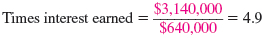 Times interest earned = $3,140,000 / $640,000 = 4.9